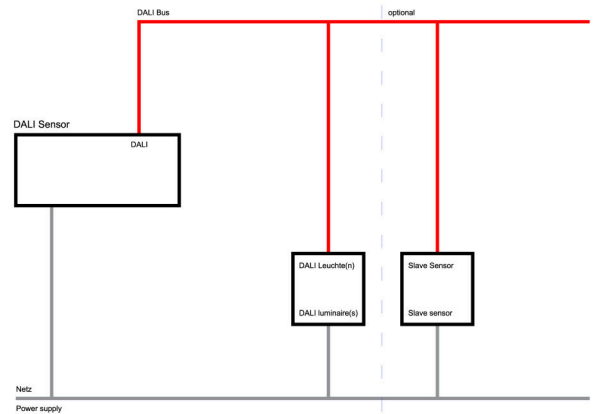 DALI Bus
optional
DALI Sensor
DALI
DALI Leuchte(n)
DALI luminaire(s)
Slave Sensor
Slave sensor
Netz
Power supply